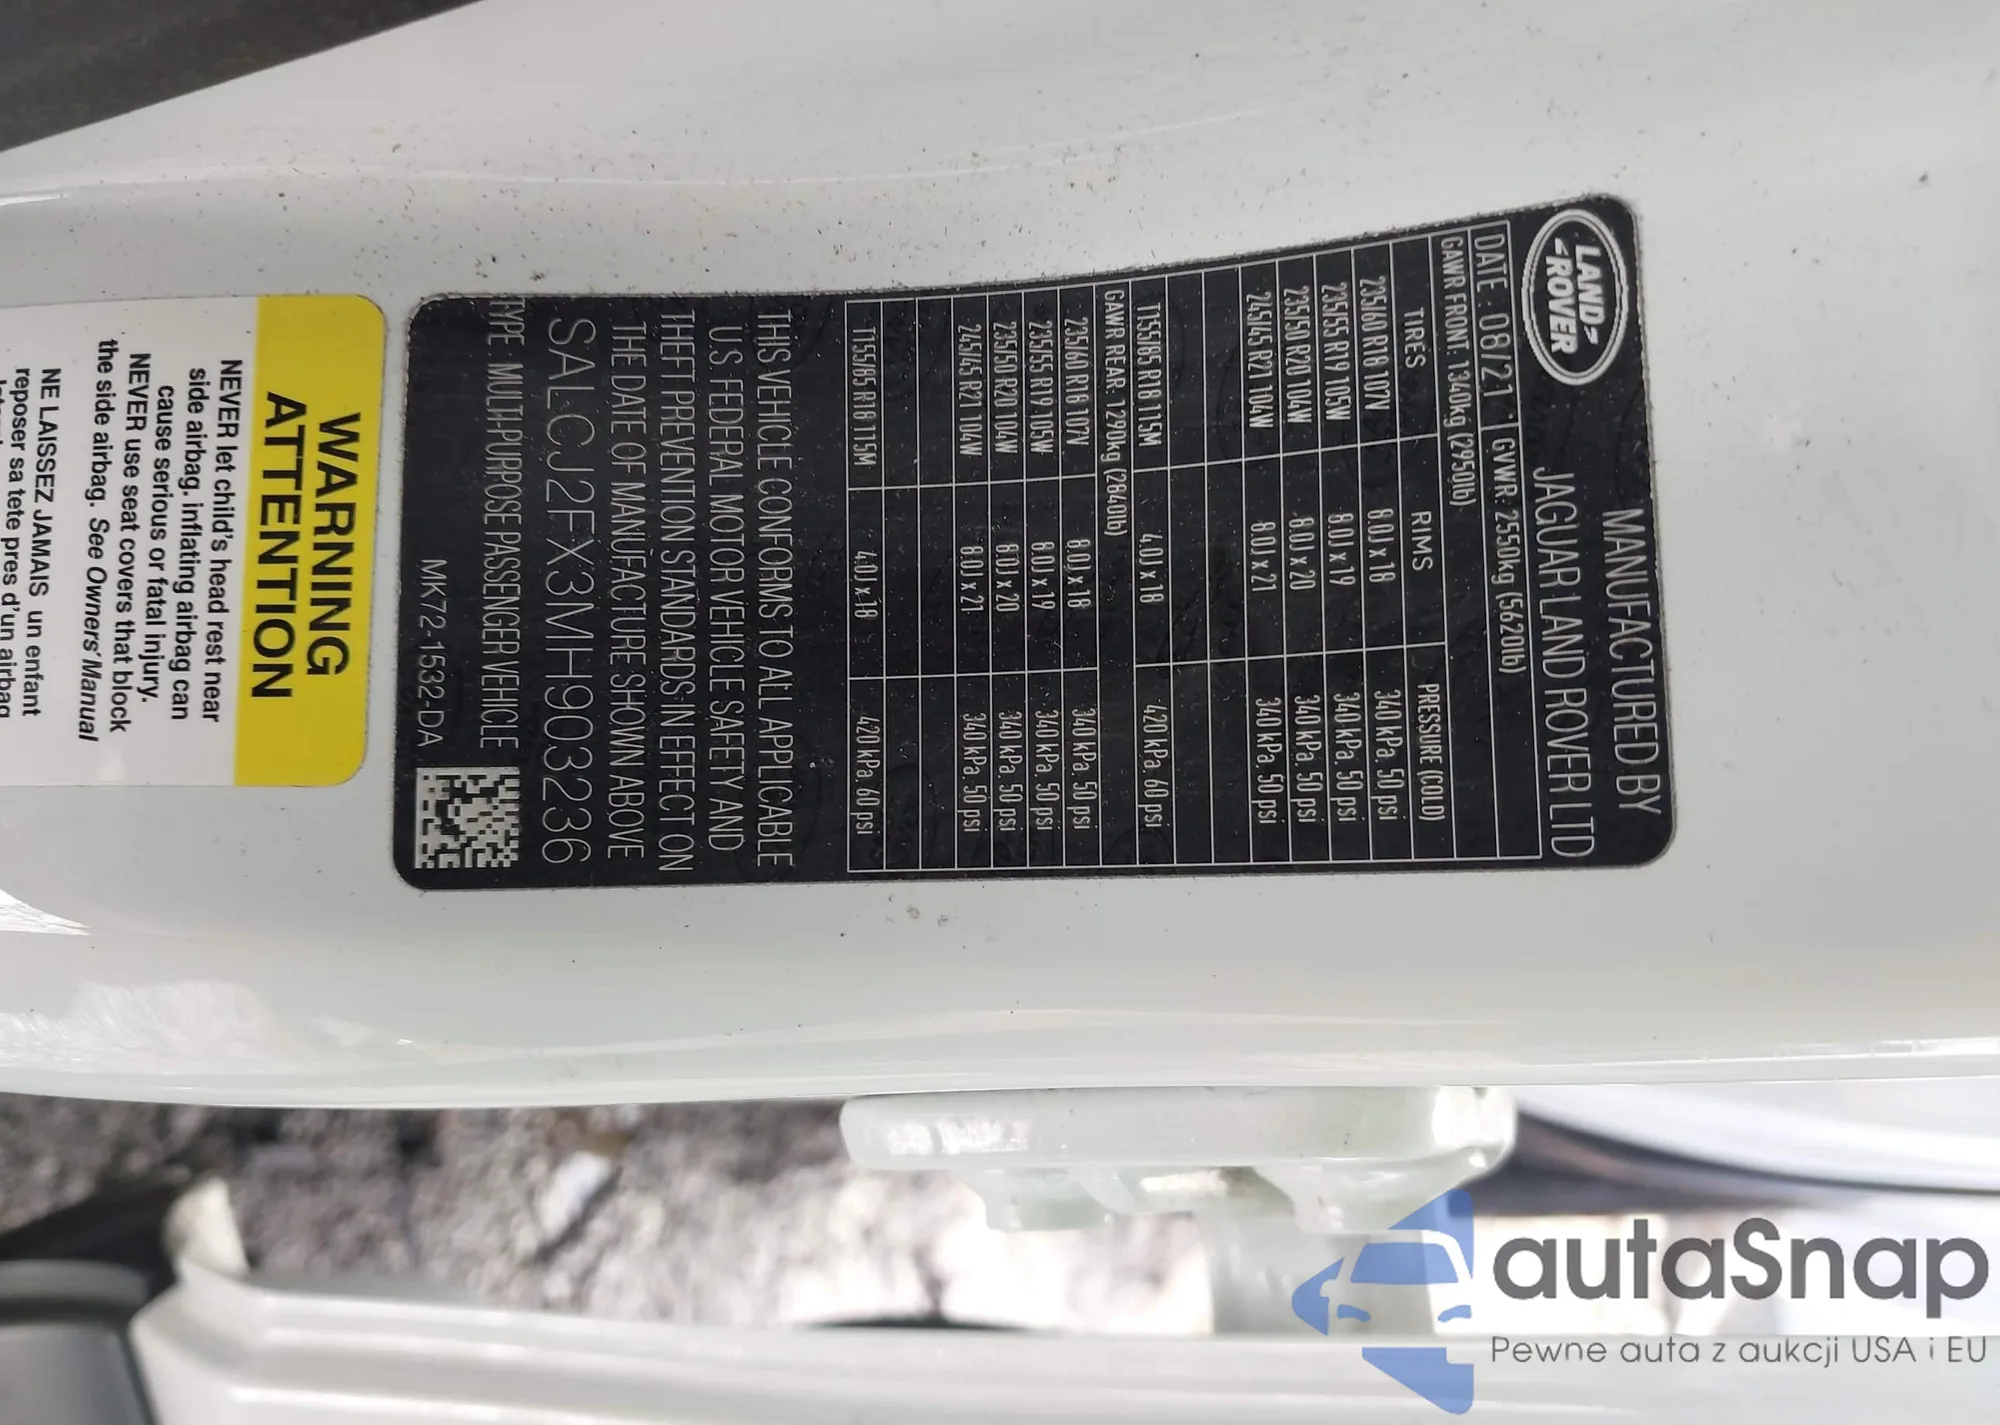 LAND
ROVER
MANUFACTURED BY
JAGUAR LAND ROVER LTD
DATE : 08/21 GVWR: 2550kg (5620lb)
GAWR FRONT: 1340kg (2950lb)
TIRES RIMS PRESSURE (COLD)
235/60 R18 107V 8.0J x 18 340 kPa. 50 psi
235/55 R19 105W 8.0J x 19 340 kPa. 50 psi
235/50 R20 104W 8.0J x 20 340 kPa. 50 psi
245/45 R21 104W 8.0J x 21 340 kPa. 50 psi
T155/85 R18 115M 4.0J x 18 420 kPa. 60 psi
GAWR REAR: 1290kg (2840lb)
235/60 R18 107V 8.0J x 18 340 kPa. 50 psi
235/55 R19 105W 8.0J x 19 340 kPa. 50 psi
235/50 R20 104W 8.0J x 20 340 kPa. 50 psi
245/45 R21 104W 8.0J x 21 340 kPa. 50 psi
T155/85 R18 115M 4.0J x 18 420 kPa. 60 psi
THIS VEHICLE CONFORMS TO ALL APPLICABLE
U.S. FEDERAL MOTOR VEHICLE SAFETY AND
THEFT PREVENTION STANDARDS IN EFFECT ON
THE DATE OF MANUFACTURE SHOWN ABOVE
SALCJ2FX3MH903236
TYPE: MULTI-PURPOSE PASSENGER VEHICLE
MK72-1532-DA
WARNING
ATTENTION
NEVER let child's head rest near
side airbag. inflating airbag can
cause serious or fatal injury.
NEVER use seat covers that block
the side airbag. See Owners' Manual
NE LAISSEZ JAMAIS un enfant
reposer sa tete pres d'un airbag
autaSnap
Pewne auta z aukcji USA i EU